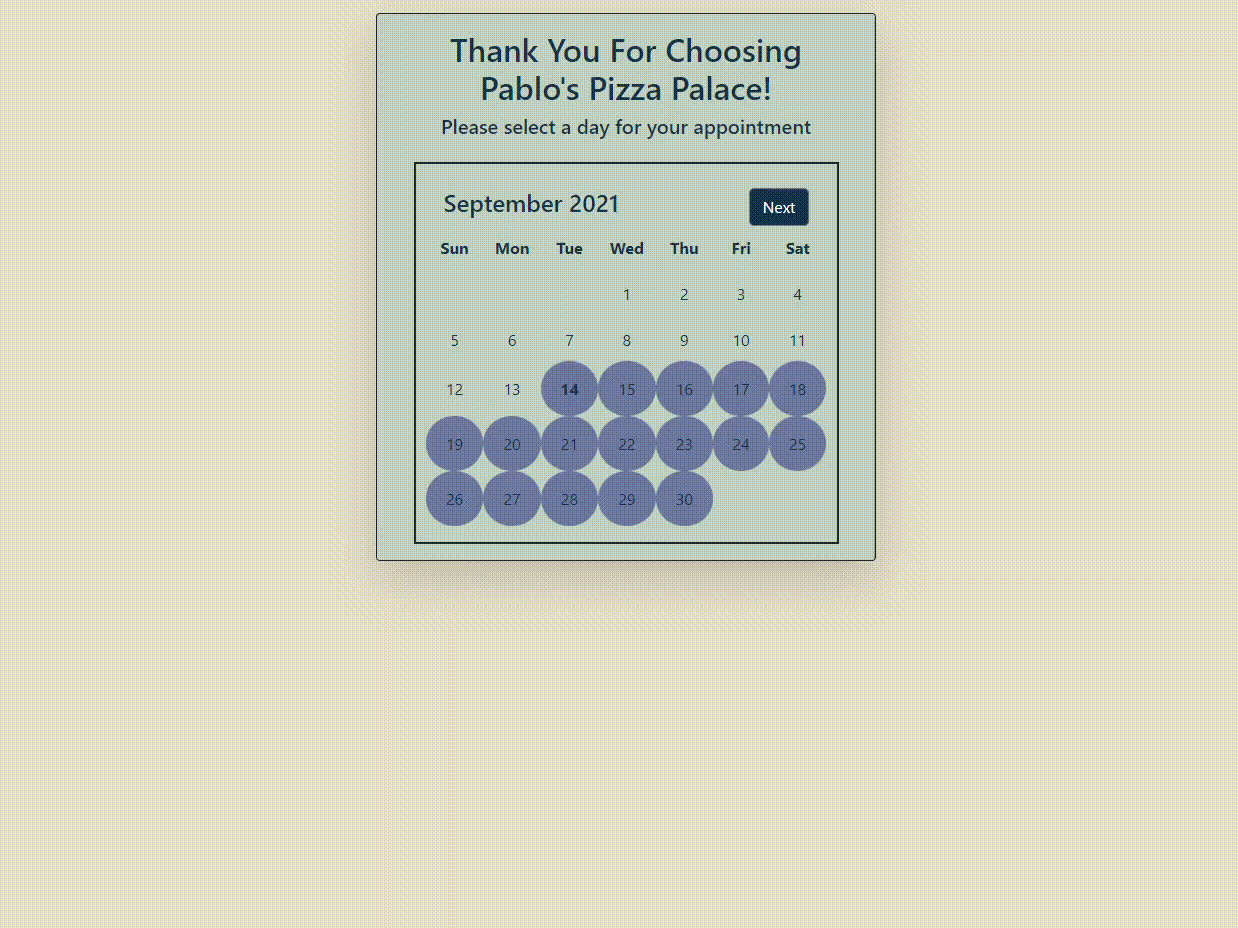 Thank You For Choosing
Pablo's Pizza Palace!
Please select a day for your appointment
September 2021 Next
Sun Mon Tue Wed Thu Fri Sat
1 2 3 4
5 6 7 8 9 10 11
12 13 14 15 16 17 18
19 20 21 22 23 24 25
26 27 28 29 30